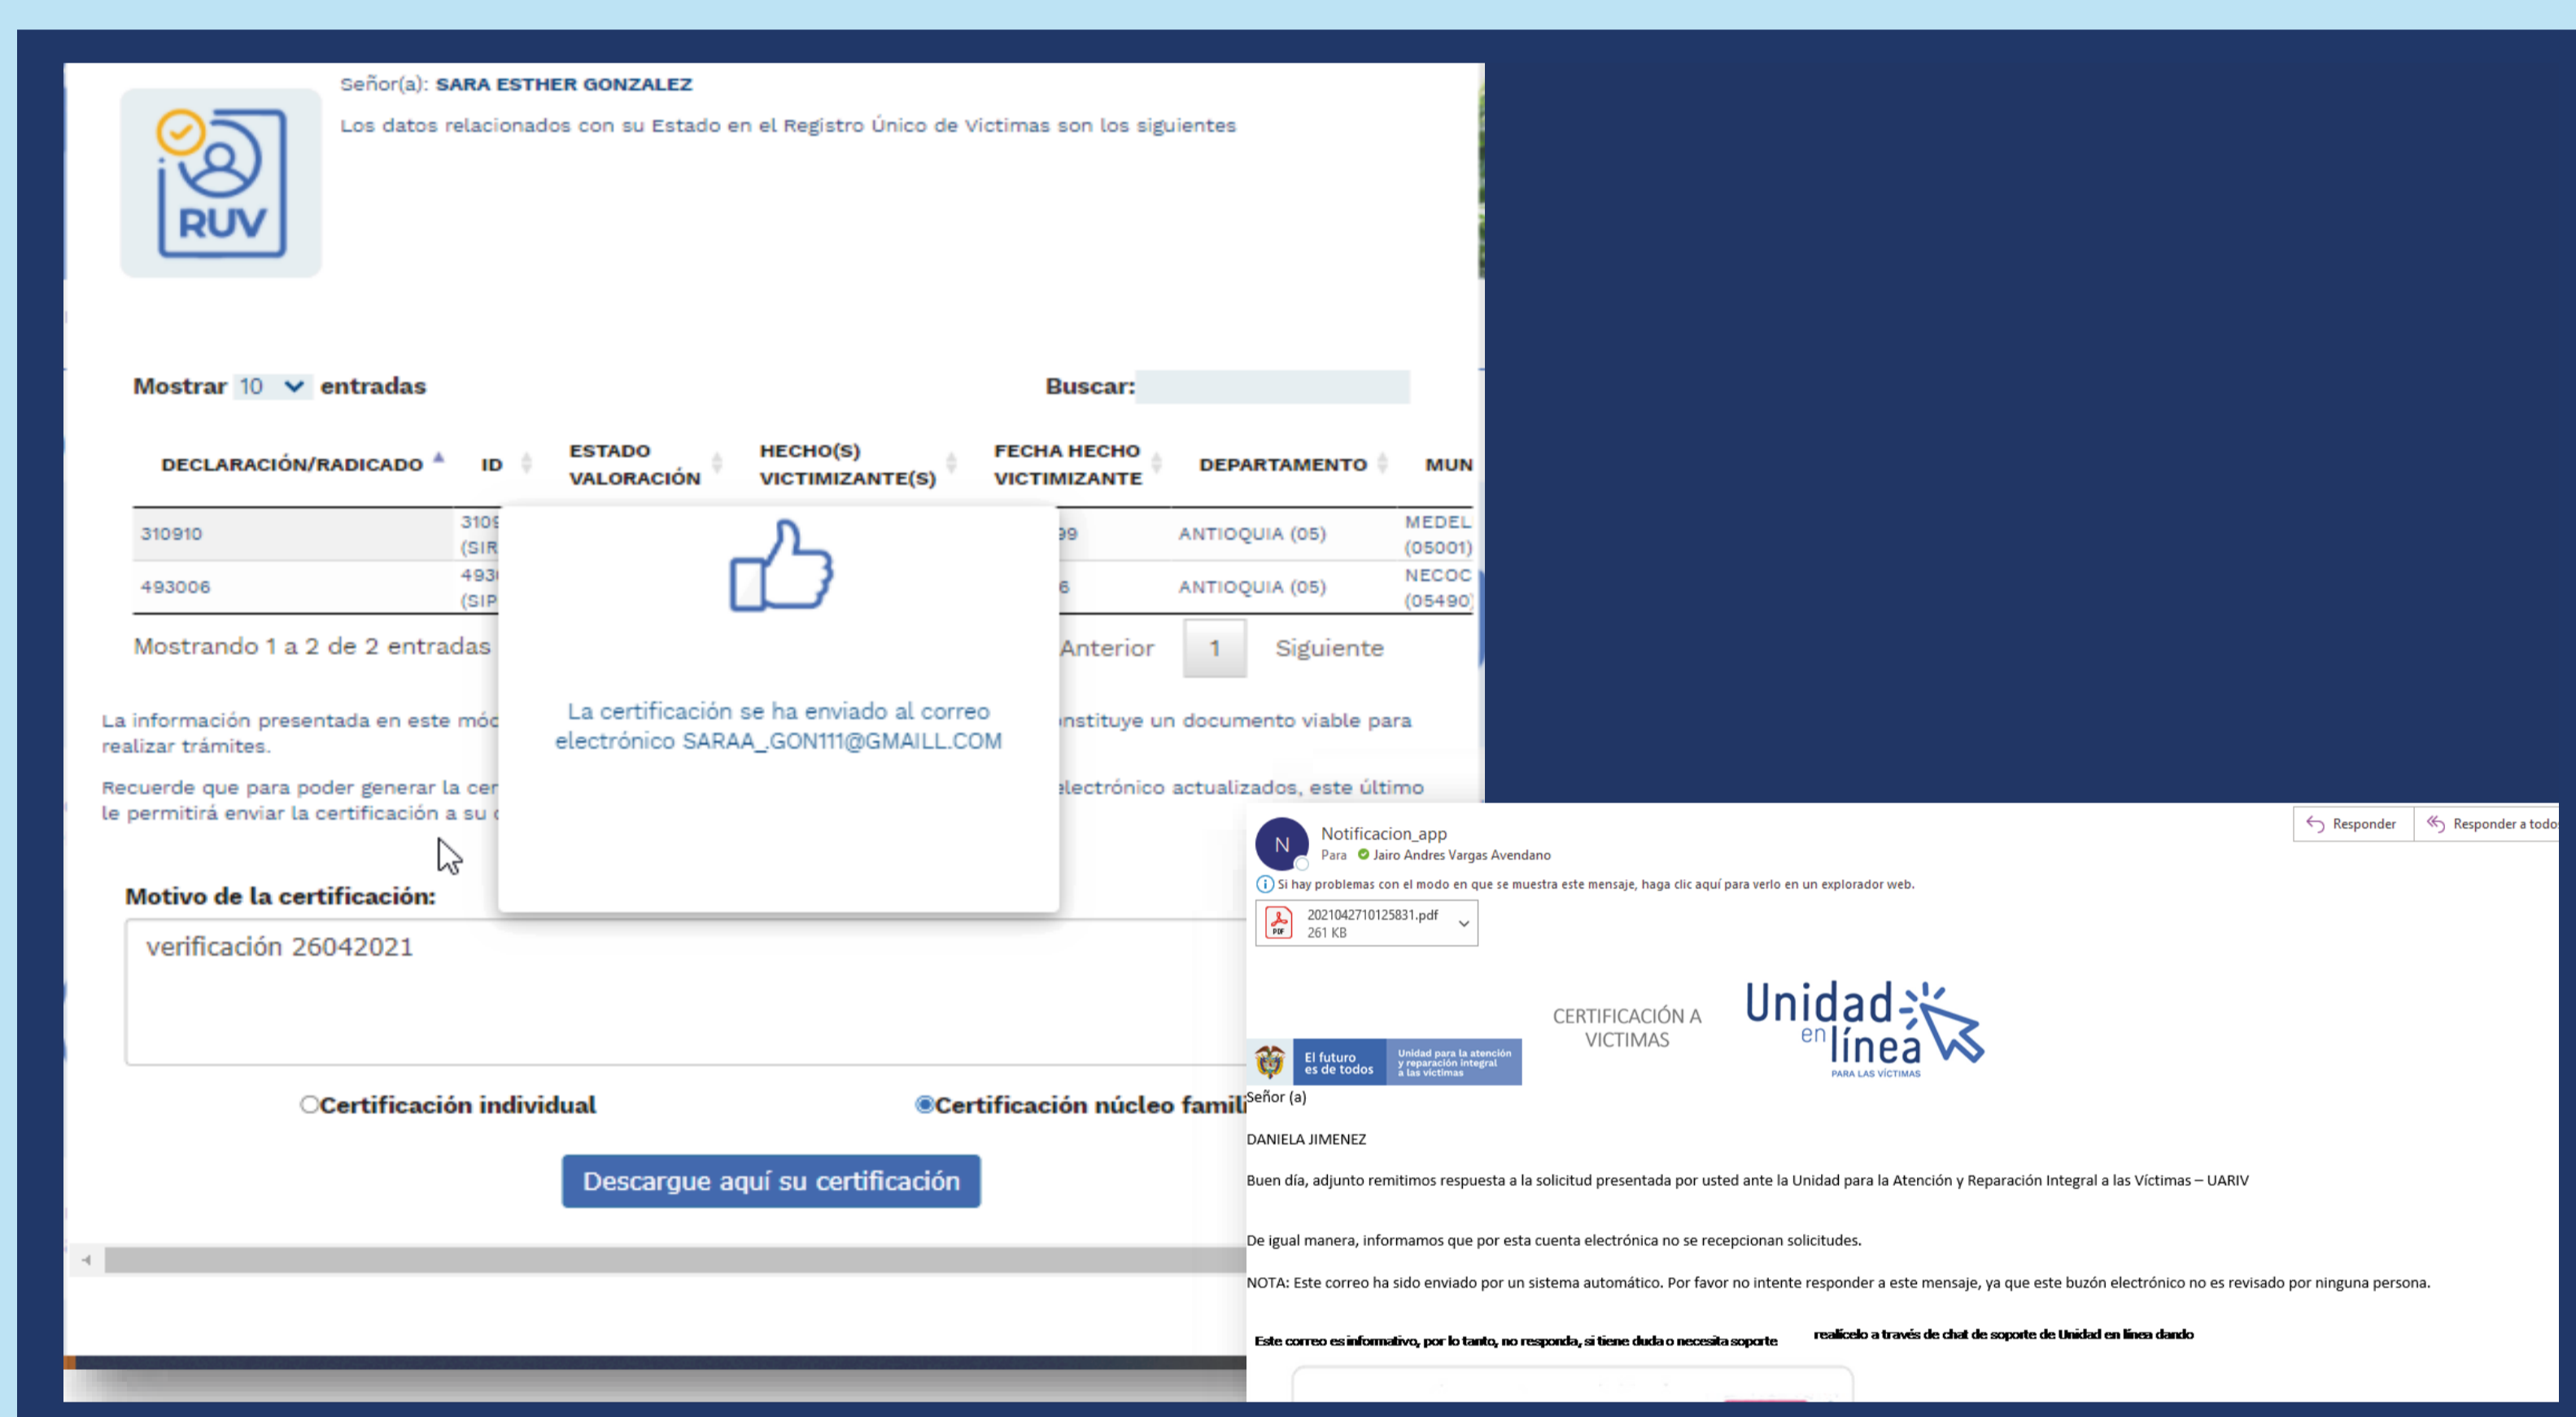 Señor(a): SARA ESTHER GONZALEZ
Los datos relacionados con su Estado en el Registro Único de Victimas son los siguientes
RUV
Mostrar 10 entradas
Buscar:
DECLARACIÓN/RADICADO ID ESTADO VALORACIÓN HECHO(S) VICTIMIZANTE(S) FECHA HECHO VICTIMIZANTE DEPARTAMENTO MUN
310910 3109 (SIR 99 ANTIOQUIA (05) MEDEL (05001)
493006 493 (SIP 6 ANTIOQUIA (05) NECOC (05490)
Mostrando 1 a 2 de 2 entradas
Anterior 1 Siguiente
La certificación se ha enviado al correo
electrónico SARAA_.GON111@GMAILL.COM
La información presentada en este mód nstituye un documento viable para
realizar trámites.
Recuerde que para poder generar la cer electrónico actualizados, este último
le permitirá enviar la certificación a su
Motivo de la certificación:
verificación 26042021
Certificación individual
Certificación núcleo famili
Descargue aquí su certificación
N
Notificacion_app
Para Jairo Andres Vargas Avendano
Responder
Responder a todo
Si hay problemas con el modo en que se muestra este mensaje, haga clic aquí para verlo en un explorador web.
PDF
2021042710125831.pdf
261 KB
El futuro
es de todos
Unidad para la atención
y reparación integral
a las víctimas
CERTIFICACIÓN A
VICTIMAS
Unidad
en línea
PARA LAS VÍCTIMAS
Señor (a)
DANIELA JIMENEZ
Buen día, adjunto remitimos respuesta a la solicitud presentada por usted ante la Unidad para la Atención y Reparación Integral a las Víctimas – UARIV
De igual manera, informamos que por esta cuenta electrónica no se recepcionan solicitudes.
NOTA: Este correo ha sido enviado por un sistema automático. Por favor no intente responder a este mensaje, ya que este buzón electrónico no es revisado por ninguna persona.
Este correo es informativo, por lo tanto, no responda, si tiene duda o necesita soporte realícelo a través de chat de soporte de Unidad en línea dando